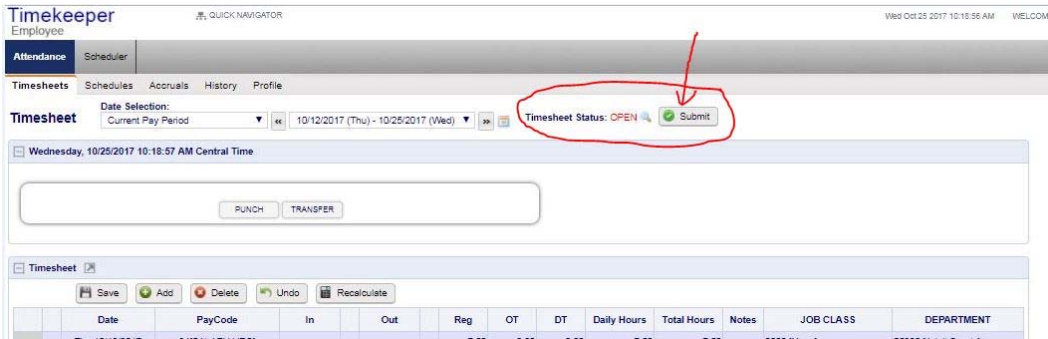 Timekeeper
QUICK NAVIGATOR
Wed Oct 25 2017 10:18:56 AM WELCOM
Employee
Attendance Scheduler
Timesheets Schedules Accruals History Profile
Date Selection:
Timesheet Current Pay Period 10/12/2017 (Thu) - 10/25/2017 (Wed) Timesheet Status: OPEN Submit
Wednesday, 10/25/2017 10:18:57 AM Central Time
PUNCH TRANSFER
Timesheet
Save Add Delete Undo Recalculate
Date PayCode In Out Reg OT DT Daily Hours Total Hours Notes JOB CLASS DEPARTMENT